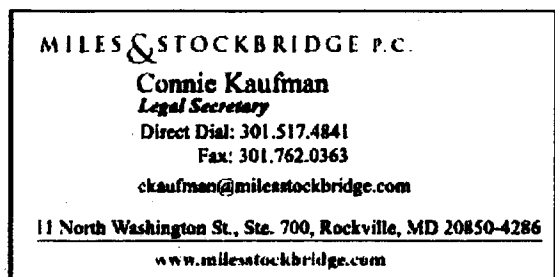 MILES & STOCKBRIDGE P.C.
Connie Kaufman
Legal Secretary
Direct Dial: 301.517.4841
Fax: 301.762.0363
ckaufman@milesstockbridge.com
11 North Washington St., Ste. 700, Rockville, MD 20850-4286
www.milesstockbridge.com